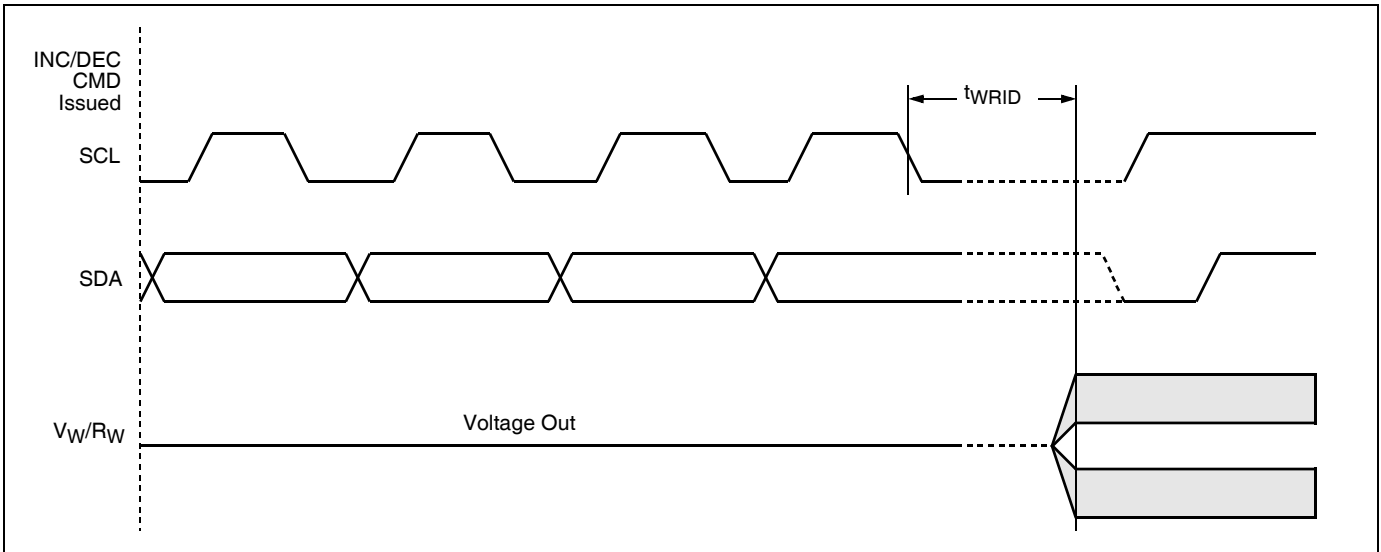 INC/DEC
CMD
Issued
tWRID
SCL
SDA
Voltage Out
VW/RW